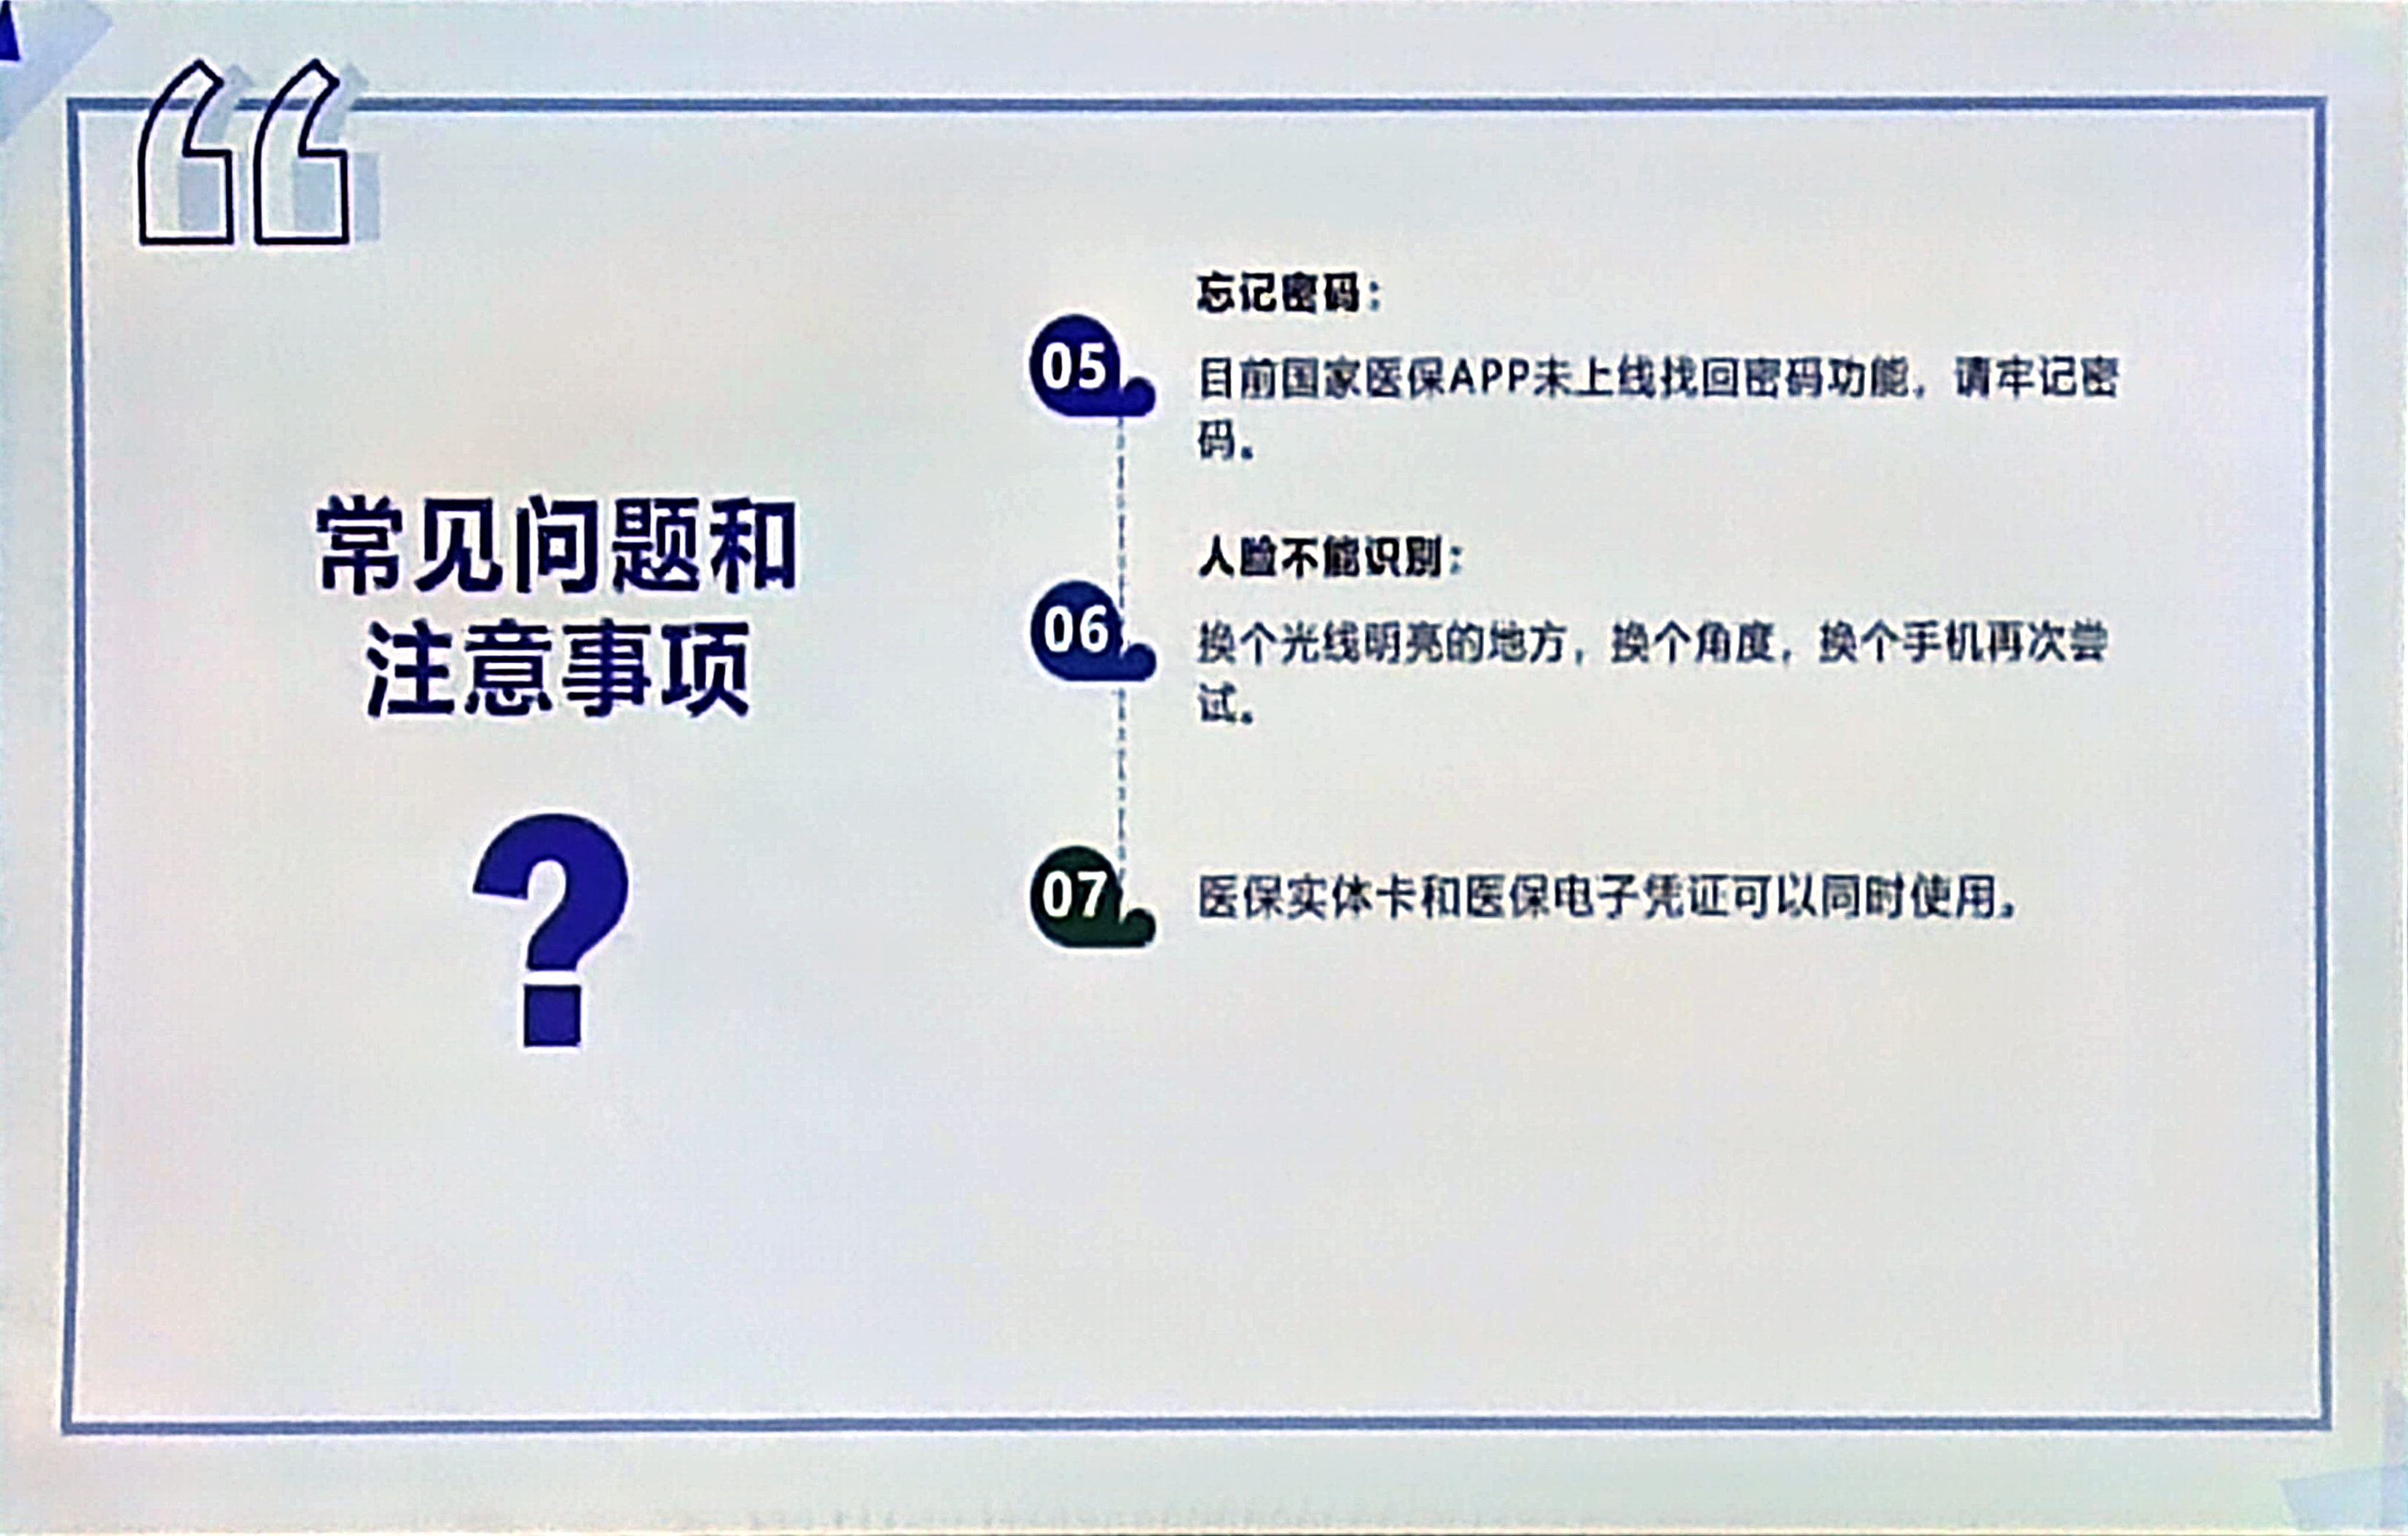 常见问题和
注意事项
?
05
忘记密码：
目前国家医保APP未上线找回密码功能，请牢记密
码。
06
人脸不能识别：
换个光线明亮的地方，换个角度，换个手机再次尝
试。
07
医保实体卡和医保电子凭证可以同时使用。